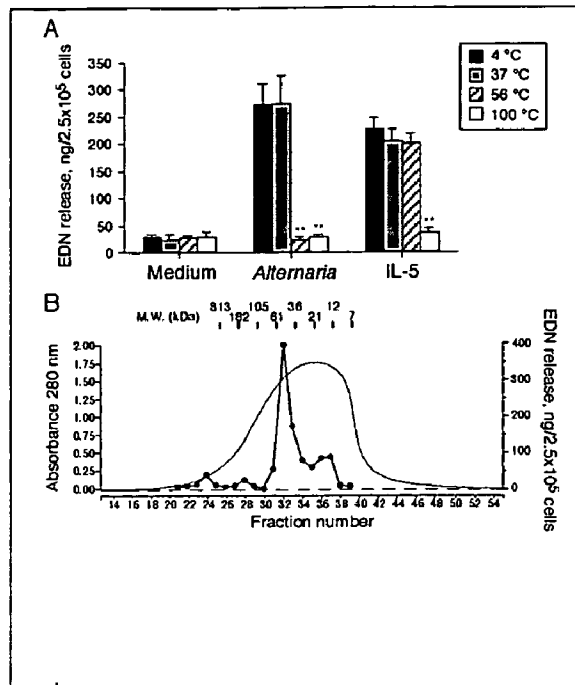 A
EDN release, ng/2.5x10⁵ cells
350
300
250
200
150
100
50
0
4 °C
37 °C
56 °C
100 °C
** **
**
Medium Alternaria IL-5
B
M.W. (kDa)
813 182 105 61 36 21 12 7
Absorbance 280 nm
2.00
1.75
1.50
1.25
1.00
0.75
0.50
0.25
0.00
400
300
200
100
0
EDN release, ng/2.5x10⁵ cells
14 16 18 20 22 24 26 28 30 32 34 36 38 40 42 44 46 48 50 52 54
Fraction number